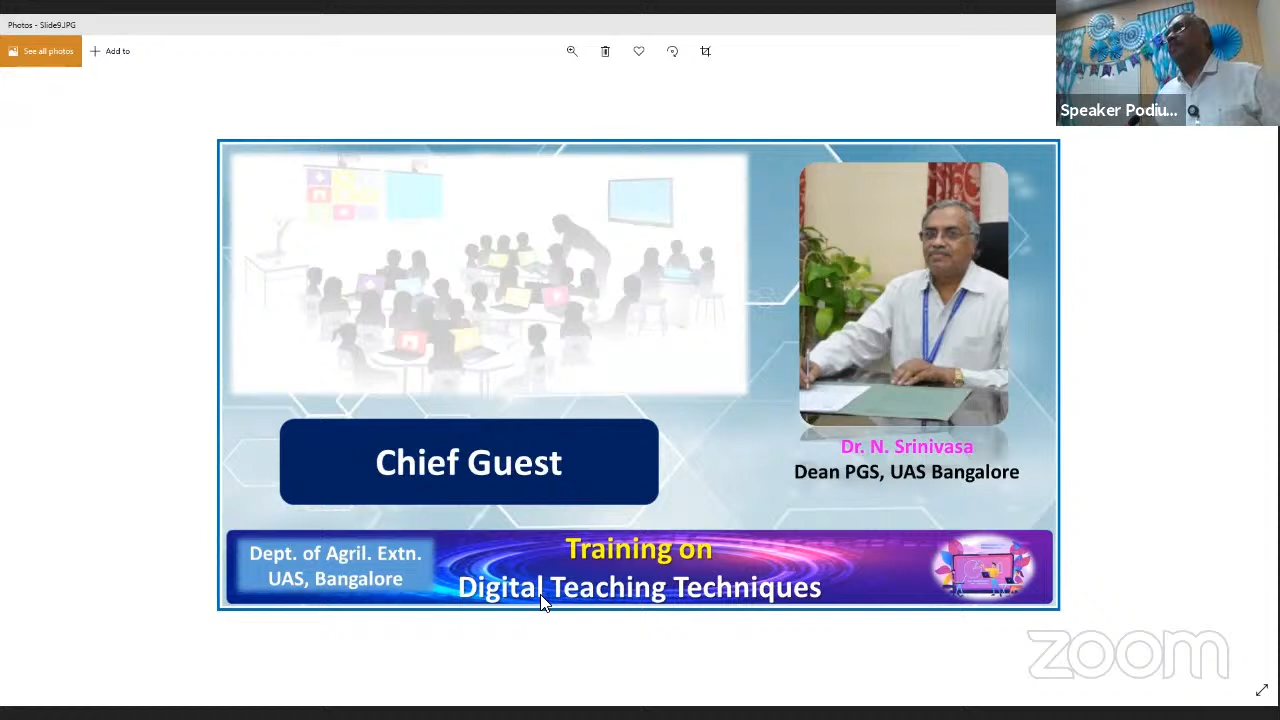 Photos - Slide9.JPG
See all photos
Add to
Speaker Podiu...
Chief Guest
Dr. N. Srinivasa
Dean PGS, UAS Bangalore
Dept. of Agril. Extn.
UAS, Bangalore
Training on
Digital Teaching Techniques
zoom